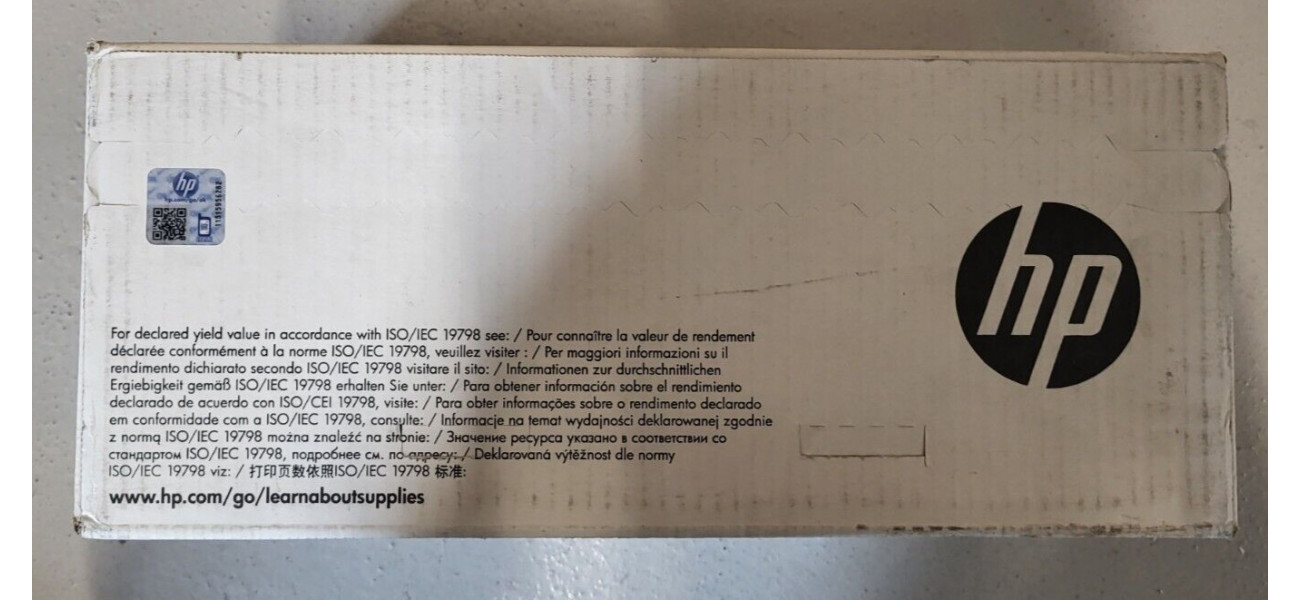 hp
hp
For declared yield value in accordance with ISO/IEC 19798 see: / Pour connaître la valeur de rendement
déclarée conformément à la norme ISO/IEC 19798, veuillez visiter : / Per maggiori informazioni su il
rendimento dichiarato secondo ISO/IEC 19798 visitare il sito: / Informationen zur durchschnittlichen
Ergiebigkeit gemäß ISO/IEC 19798 erhalten Sie unter: / Para obtener información sobre el rendimiento
declarado de acuerdo con ISO/CEI 19798, visite: / Para obter informações sobre o rendimento declarado
em conformidade com a ISO/IEC 19798, consulte: / Informacje na temat wydajności deklarowanej zgodnie
z normą ISO/IEC 19798 można znaleźć na stronie: / Значение ресурса указано в соответствии со
стандартом ISO/IEC 19798, подробнее см. по адресу: / Deklarovaná výtěžnost dle normy
ISO/IEC 19798 viz: / 打印页数依照ISO/IEC 19798 标准:
www.hp.com/go/learnaboutsupplies